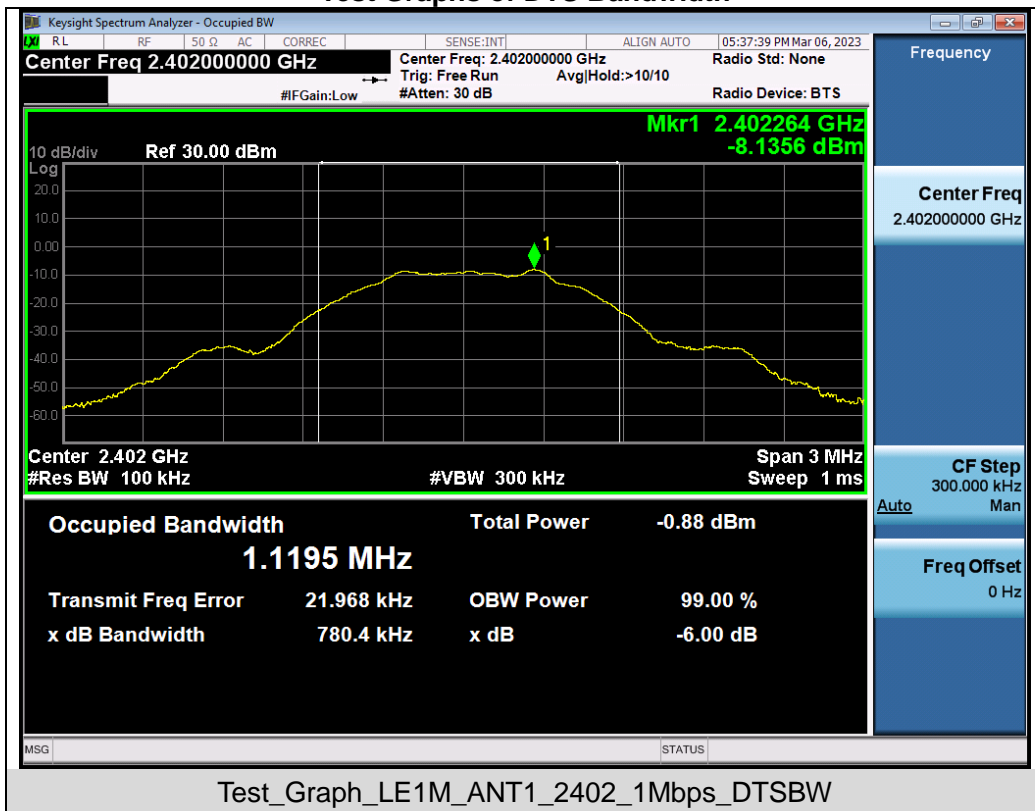 Keysight Spectrum Analyzer - Occupied BW
LXI RL RF 50 Ω AC CORREC SENSE:INT ALIGN AUTO 05:37:39 PM Mar 06, 2023
Center Freq 2.402000000 GHz
Center Freq: 2.402000000 GHz
Radio Std: None
Trig: Free Run Avg|Hold:>10/10
#IFGain:Low #Atten: 30 dB Radio Device: BTS
Frequency
Mkr1 2.402264 GHz
-8.1356 dBm
10 dB/div Ref 30.00 dBm
Log
20.0
10.0
0.00
-10.0
-20.0
-30.0
-40.0
-50.0
-60.0
1
Center Freq
2.402000000 GHz
Center 2.402 GHz Span 3 MHz
#Res BW 100 kHz #VBW 300 kHz Sweep 1 ms
CF Step
300.000 kHz
Auto Man
Occupied Bandwidth Total Power -0.88 dBm
1.1195 MHz
Transmit Freq Error 21.968 kHz OBW Power 99.00 %
x dB Bandwidth 780.4 kHz x dB -6.00 dB
Freq Offset
0 Hz
MSG STATUS
Test_Graph_LE1M_ANT1_2402_1Mbps_DTSBW